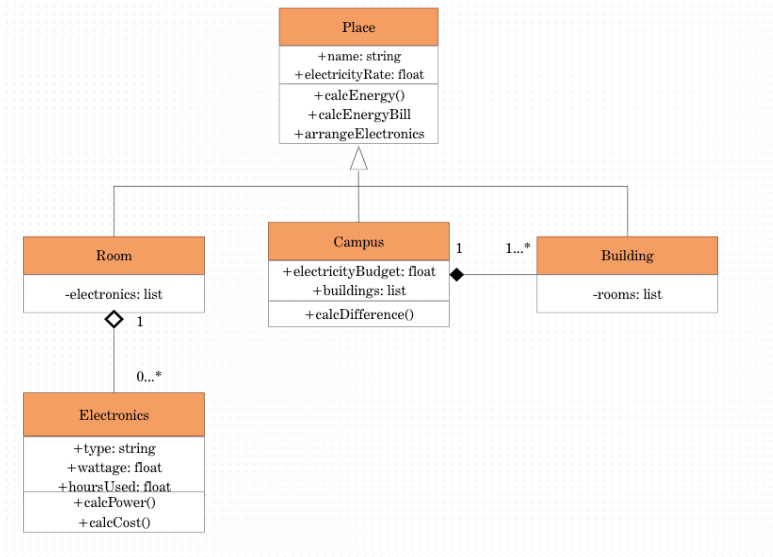 Place
+name: string
+electricityRate: float
+calcEnergy()
+calcEnergyBill
+arrangeElectronics
Room
-electronics: list
1
0...*
Campus
+electricityBudget: float
+buildings: list
+calcDifference()
1
1...*
Building
-rooms: list
Electronics
+type: string
+wattage: float
+hoursUsed: float
+calcPower()
+calcCost()